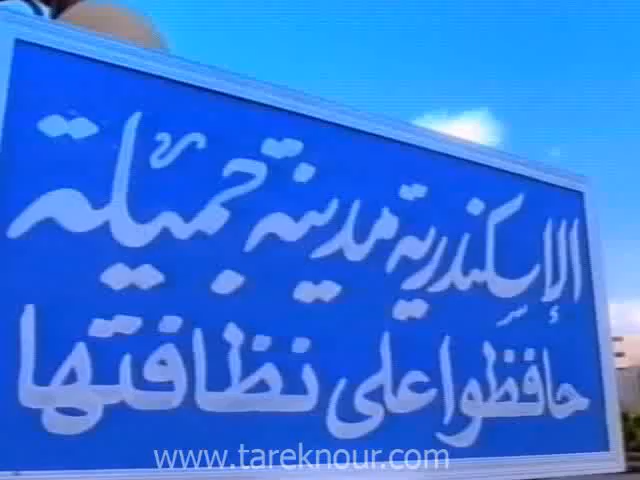 الإسكندرية مدينة جميلة
حافظوا على نظافتها
www.tareknour.com